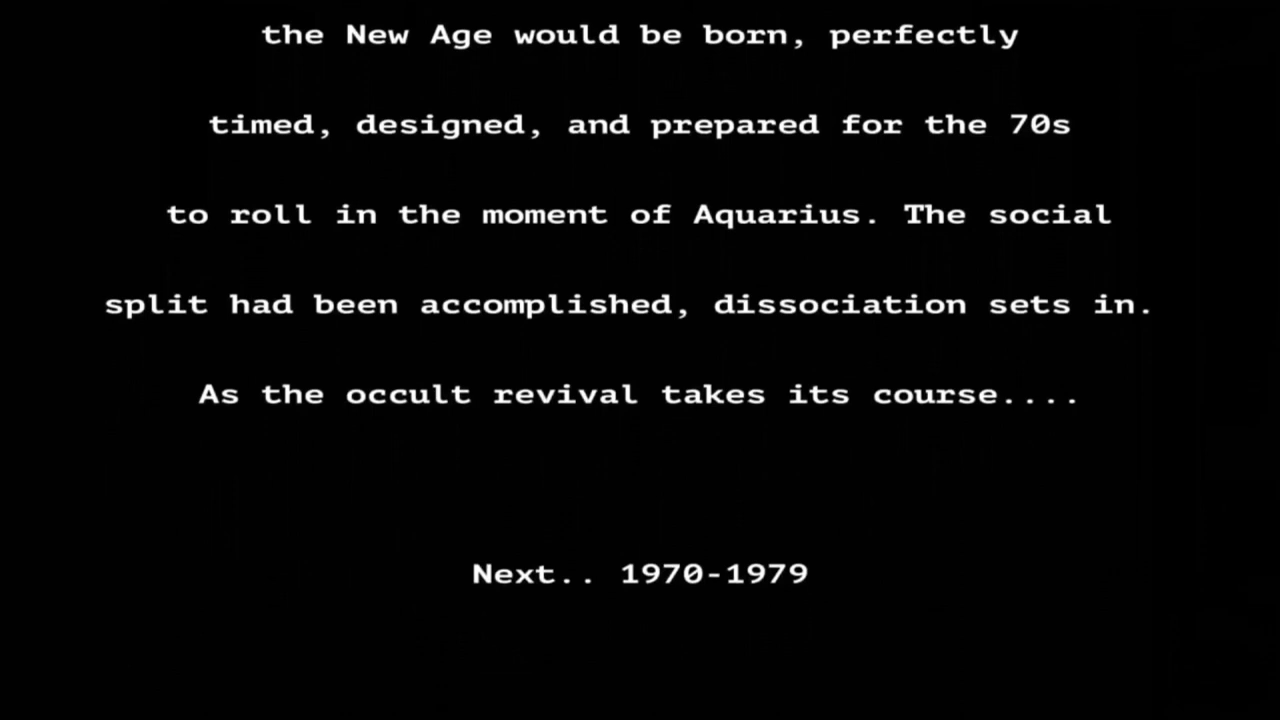 the New Age would be born, perfectly
timed, designed, and prepared for the 70s
to roll in the moment of Aquarius. The social
split had been accomplished, dissociation sets in.
As the occult revival takes its course....
Next.. 1970-1979